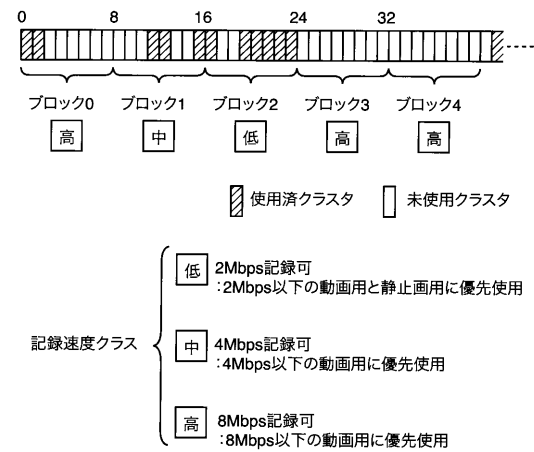 0 8 16 24 32
ブロック0 ブロック1 ブロック2 ブロック3 ブロック4
高 中 低 高 高
使用済クラスタ 未使用クラスタ
記録速度クラス
低 2Mbps記録可
:2Mbps以下の動画用と静止画用に優先使用
中 4Mbps記録可
:4Mbps以下の動画用に優先使用
高 8Mbps記録可
:8Mbps以下の動画用に優先使用